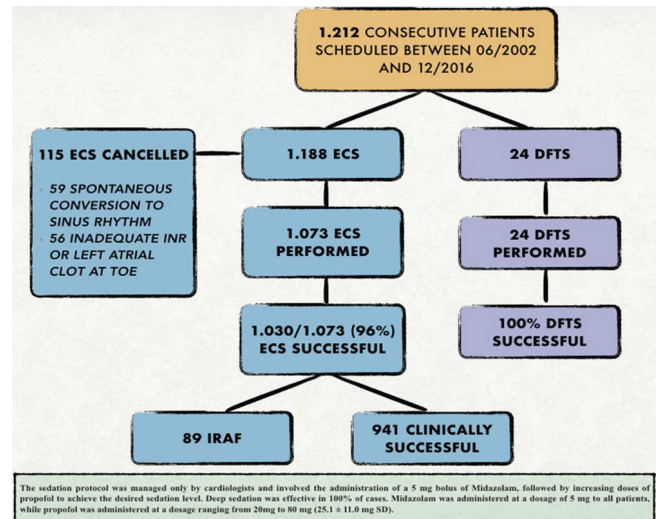 1.212 CONSECUTIVE PATIENTS
SCHEDULED BETWEEN 06/2002
AND 12/2016
115 ECS CANCELLED
• 59 SPONTANEOUS
CONVERSION TO
SINUS RHYTHM
• 56 INADEQUATE INR
OR LEFT ATRIAL
CLOT AT TOE
1.188 ECS
24 DFTS
1.073 ECS
PERFORMED
24 DFTS
PERFORMED
1.030/1.073 (96%)
ECS SUCCESSFUL
100% DFTS
SUCCESSFUL
89 IRAF
941 CLINICALLY
SUCCESSFUL
The sedation protocol was managed only by cardiologists and involved the administration of a 5 mg bolus of Midazolam, followed by increasing doses of
propofol to achieve the desired sedation level. Deep sedation was effective in 100% of cases. Midazolam was administered at a dosage of 5 mg to all patients,
while propofol was administered at a dosage ranging from 20mg to 80 mg (25.1 ± 11.0 mg SD).